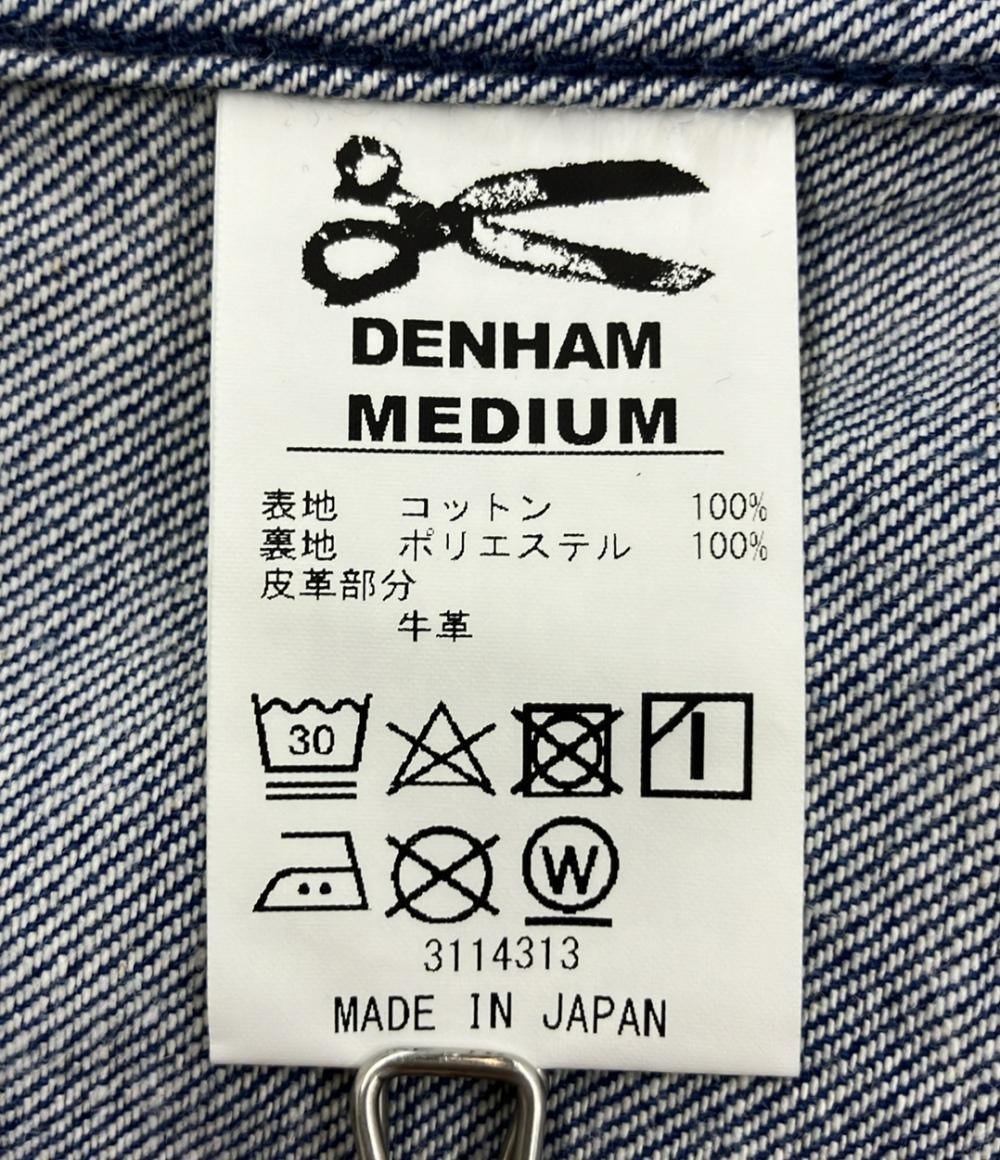 DENHAM
MEDIUM
表地 コットン 100%
裏地 ポリエステル 100%
皮革部分
牛革
30
W
3114313
MADE IN JAPAN